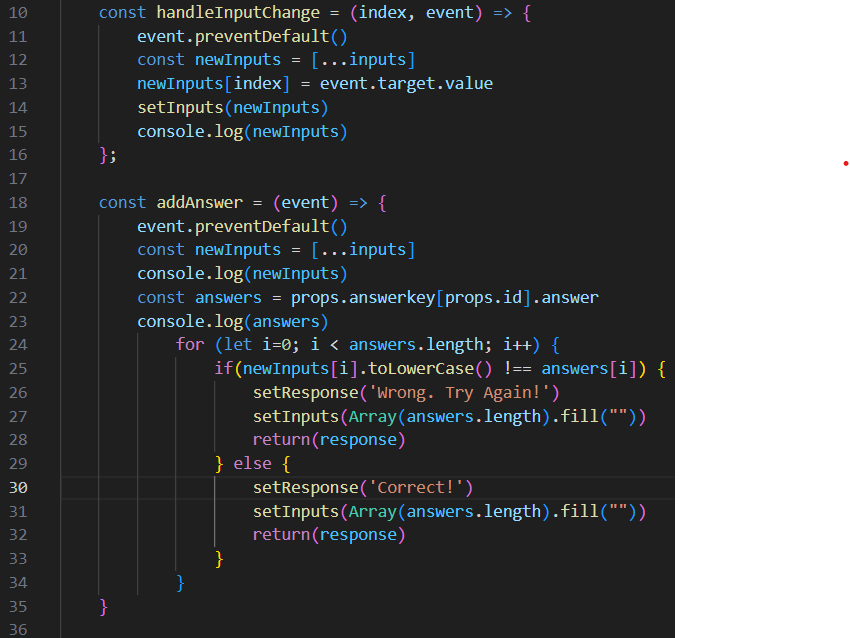 10 const handleInputChange = (index, event) => {
11 event.preventDefault()
12 const newInputs = [...inputs]
13 newInputs[index] = event.target.value
14 setInputs(newInputs)
15 console.log(newInputs)
16 };
17
18 const addAnswer = (event) => {
19 event.preventDefault()
20 const newInputs = [...inputs]
21 console.log(newInputs)
22 const answers = props.answerkey[props.id].answer
23 console.log(answers)
24 for (let i=0; i < answers.length; i++) {
25 if(newInputs[i].toLowerCase() !== answers[i]) {
26 setResponse('Wrong. Try Again!')
27 setInputs(Array(answers.length).fill(""))
28 return(response)
29 } else {
30 setResponse('Correct!')
31 setInputs(Array(answers.length).fill(""))
32 return(response)
33 }
34 }
35 }
36